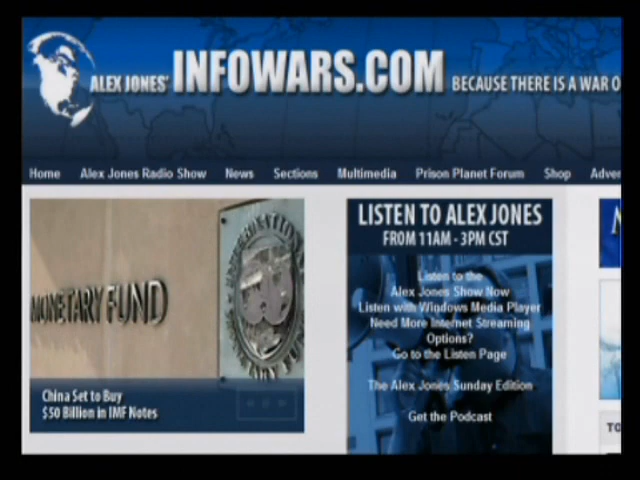 ALEX JONES' INFOWARS.COM BECAUSE THERE IS A WAR O
Home Alex Jones Radio Show News Sections Multimedia Prison Planet Forum Shop Adver
MONETARY FUND
China Set to Buy
$50 Billion in IMF Notes
LISTEN TO ALEX JONES
FROM 11AM - 3PM CST
Listen to the
Alex Jones Show Now
Listen with Windows Media Player
Need More Internet Streaming
Options?
Go to the Listen Page
The Alex Jones Sunday Edition
Get the Podcast
TO